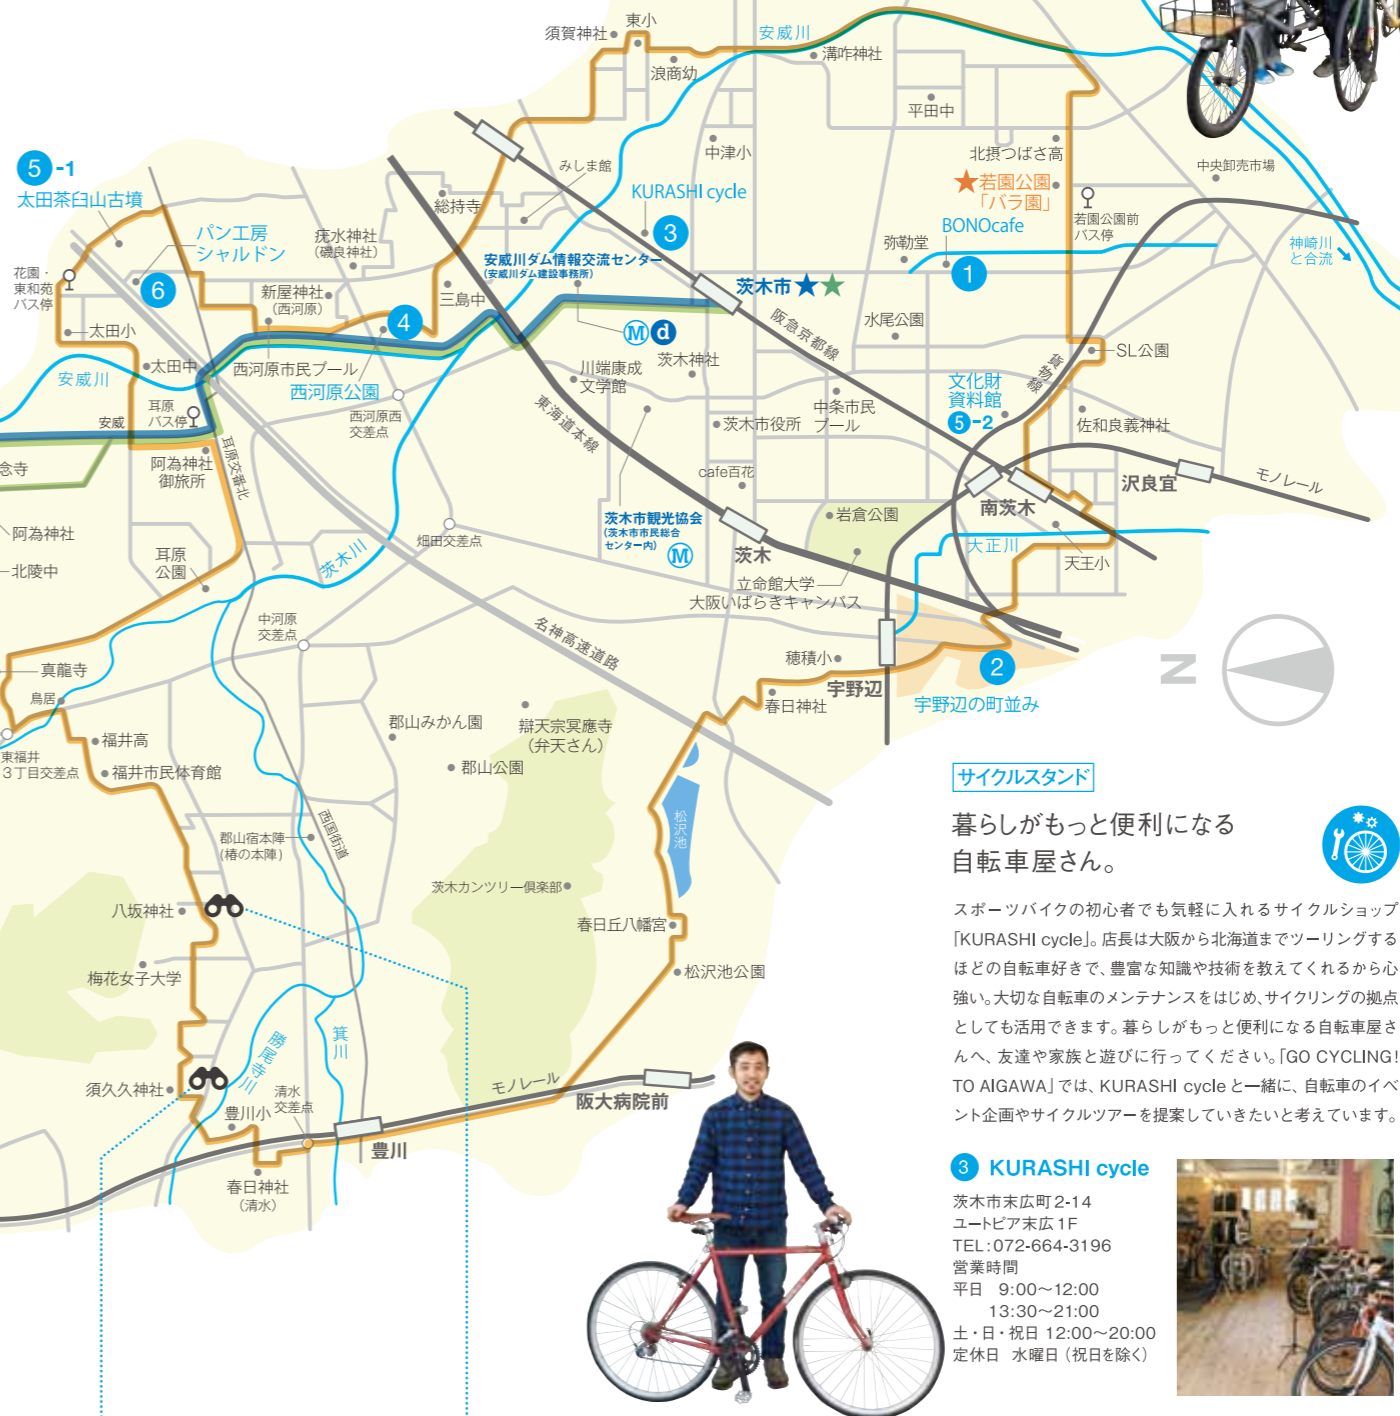 東小
須賀神社
安威川
溝咋神社
浪商幼
平田中
中津小
北摂つばさ高
中央卸売市場
みしま館
⑤-1
太田茶臼山古墳
KURASHI cycle
③
総持寺
★若園公園
「バラ園」
若園公園前
バス停
BONOcafe
弥勒堂
①
神崎川
と合流
パン工房
シャルドン
⑥
疣水神社
(磯良神社)
安威川ダム情報交流センター
(安威川ダム建設事務所)
花園・
東和苑
バス停
新屋神社
(西河原)
三島中
茨木市★★
④
Ⓜ d
水尾公園
阪急京都線
太田小
太田中
西河原市民プール
西河原公園
川端康成
文学館
茨木神社
SL公園
貨物線
文化財
資料館
⑤-2
安威川
耳原
バス停
安威
西河原西
交差点
東海道本線
茨木市役所
中条市民
プール
佐和良義神社
念寺
阿為神社
御旅所
耳原交番北
cafe百花
沢良宜
モノレール
南茨木
茨木市観光協会
(茨木市市民総合
センター内)
Ⓜ
岩倉公園
茨木
大正川
天王小
阿為神社
北陵中
耳原
公園
畑田交差点
茨木川
立命館大学
大阪いばらきキャンパス
中河原
交差点
名神高速道路
穂積小
宇野辺
②
宇野辺の町並み
春日神社
N
真龍寺
鳥居
東福井
3丁目交差点
福井高
福井市民体育館
郡山みかん園
辯天宗冥應寺
(弁天さん)
郡山公園
松沢池
郡山宿本陣
(椿の本陣)
西国街道
茨木カンツリー倶楽部
八坂神社
春日丘八幡宮
梅花女子大学
松沢池公園
勝尾寺川
箕川
須久久神社
清水
交差点
豊川小
モノレール
阪大病院前
豊川
春日神社
(清水)
サイクルスタンド
暮らしがもっと便利になる
自転車屋さん。
スポーツバイクの初心者でも気軽に入れるサイクルショップ
「KURASHI cycle」。店長は大阪から北海道までツーリングする
ほどの自転車好きで、豊富な知識や技術を教えてくれるから心
強い。大切な自転車のメンテナンスをはじめ、サイクリングの拠点
としても活用できます。暮らしがもっと便利になる自転車屋さ
んへ、友達や家族と遊びに行ってください。「GO CYCLING!
TO AIGAWA」では、KURASHI cycleと一緒に、自転車のイベ
ント企画やサイクルツアーを提案していきたいと考えています。
③ KURASHI cycle
茨木市末広町2-14
ユートピア末広1F
TEL:072-664-3196
営業時間
平日 9:00〜12:00
13:30〜21:00
土・日・祝日 12:00〜20:00
定休日 水曜日(祝日を除く)